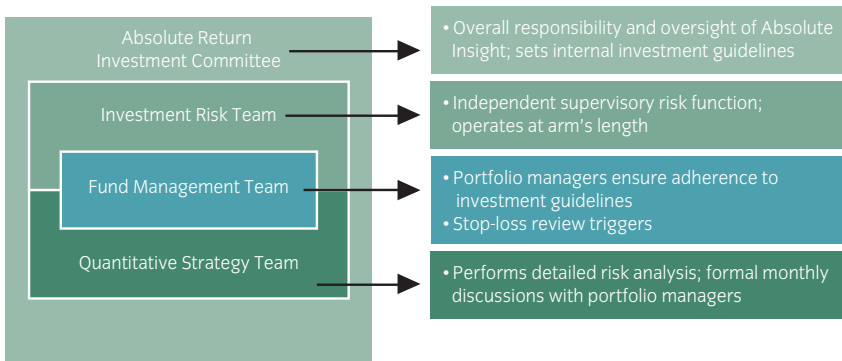 Absolute Return
Investment Committee
• Overall responsibility and oversight of Absolute
Insight; sets internal investment guidelines
Investment Risk Team
• Independent supervisory risk function;
operates at arm's length
Fund Management Team
• Portfolio managers ensure adherence to
investment guidelines
• Stop-loss review triggers
Quantitative Strategy Team
• Performs detailed risk analysis; formal monthly
discussions with portfolio managers